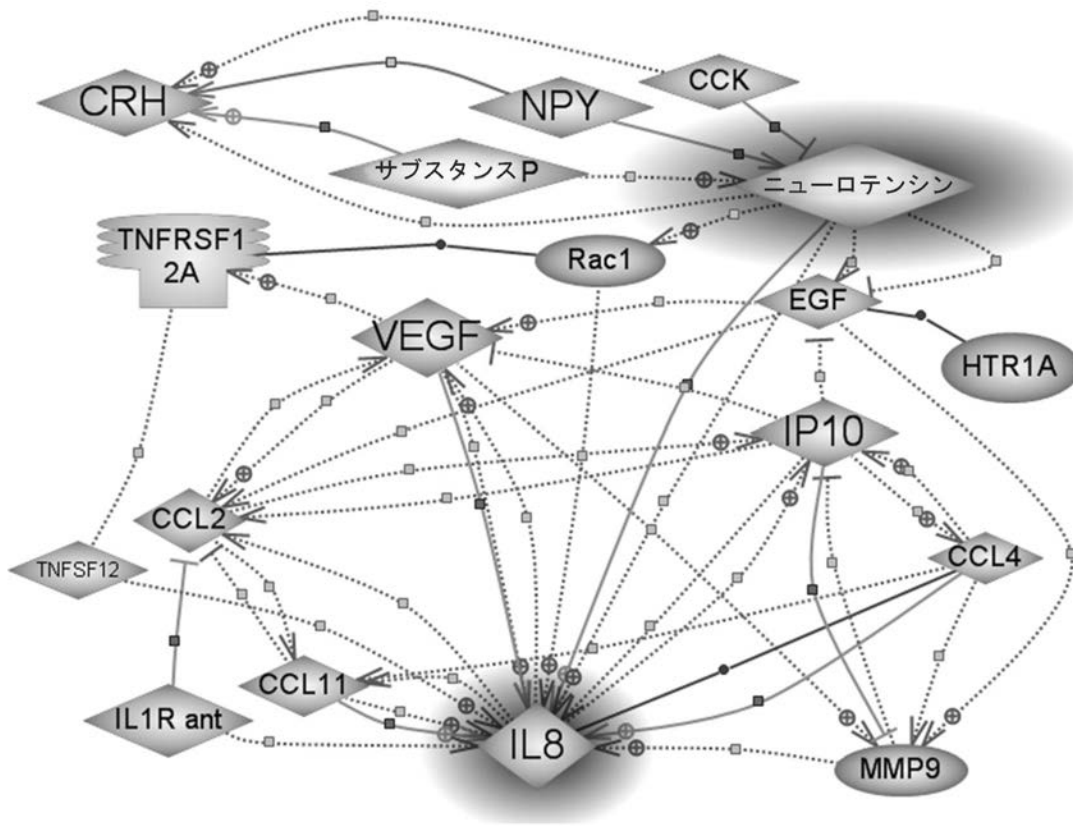 CCK
CRH
NPY
サブスタンスP
ニューロテンシン
TNFRSF1
2A
Rac1
EGF
VEGF
HTR1A
IP10
CCL2
CCL4
TNFSF12
CCL11
IL1R ant
IL8
MMP9